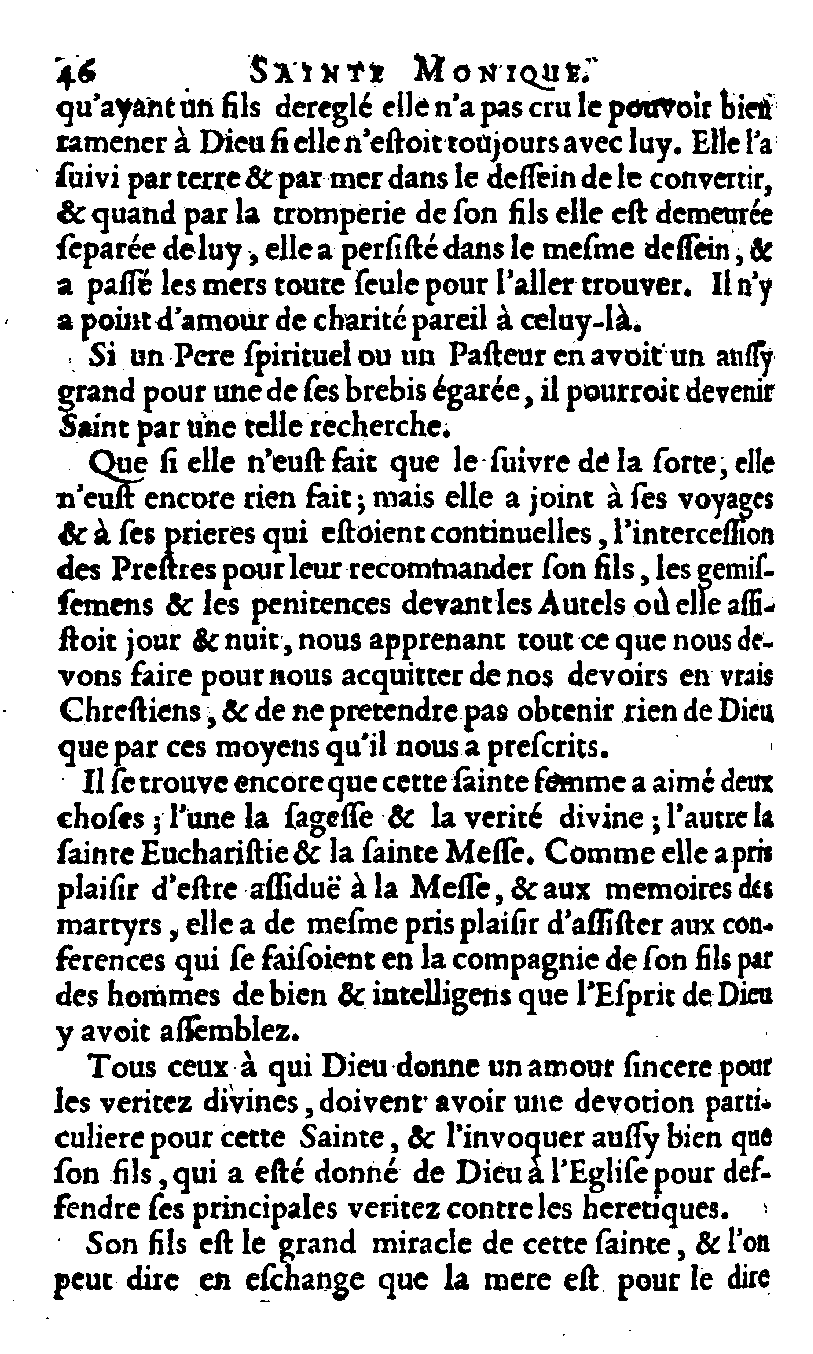 46 SAINTE MONIQUE.
qu'ayant un fils dereglé elle n'a pas cru le pouvoir bien
ramener à Dieu ſi elle n'eſtoit toujours avec luy. Elle l'a
ſuivi par terre & par mer dans le deſſein de le convertir,
& quand par la tromperie de ſon fils elle eſt demeurée
ſeparée de luy, elle a perſiſté dans le meſme deſſein, &
a paſſé les mers toute ſeule pour l'aller trouver. Il n'y
a point d'amour de charité pareil à celuy-là.
Si un Pere ſpirituel ou un Paſteur en avoit un auſſy
grand pour une de ſes brebis égarée, il pourroit devenir
Saint par une telle recherche.
Que ſi elle n'euſt fait que le ſuivre de la ſorte, elle
n'euſt encore rien fait; mais elle a joint à ſes voyages
& à ſes prieres qui eſtoient continuelles, l'interceſſion
des Preſtres pour leur recommander ſon fils, les gemiſ-
ſemens & les penitences devant les Autels où elle aſſi-
ſtoit jour & nuit, nous apprenant tout ce que nous de-
vons faire pour nous acquitter de nos devoirs en vrais
Chreſtiens, & de ne pretendre pas obtenir rien de Dieu
que par ces moyens qu'il nous a preſcrits.
Il ſe trouve encore que cette ſainte femme a aimé deux
choſes; l'une la ſageſſe & la verité divine; l'autre la
ſainte Euchariſtie & la ſainte Meſſe. Comme elle a pris
plaiſir d'eſtre aſſiduë à la Meſſe, & aux memoires des
martyrs, elle a de meſme pris plaiſir d'aſſiſter aux con-
ferences qui ſe faiſoient en la compagnie de ſon fils par
des hommes de bien & intelligens que l'Eſprit de Dieu
y avoit aſſemblez.
Tous ceux à qui Dieu donne un amour ſincere pour
les veritez divines, doivent avoir une devotion parti-
culiere pour cette Sainte, & l'invoquer auſſy bien que
ſon fils, qui a eſté donné de Dieu à l'Egliſe pour def-
fendre ſes principales veritez contre les heretiques.
Son fils eſt le grand miracle de cette ſainte, & l'on
peut dire en eſchange que la mere eſt pour le dire